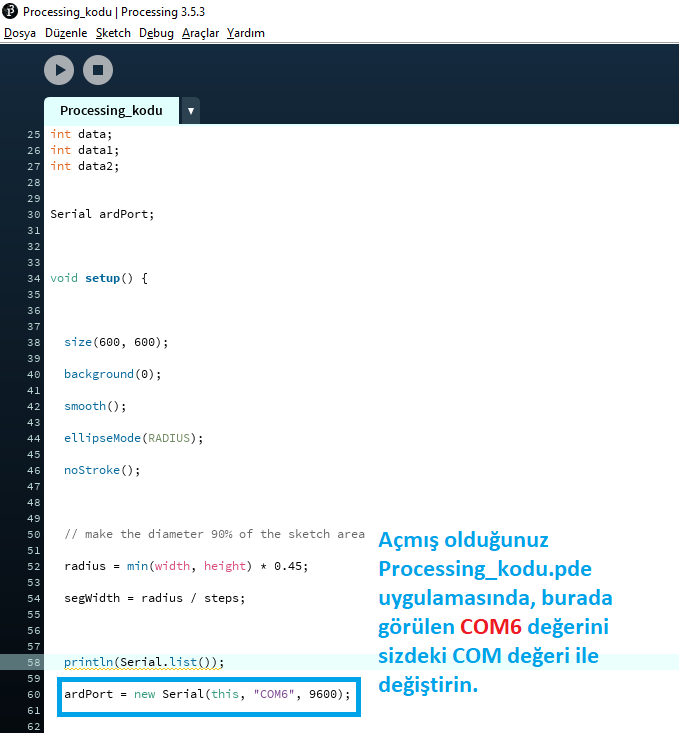 Processing_kodu | Processing 3.5.3
Dosya Düzenle Sketch Debug Araçlar Yardım
Processing_kodu ▼
25 int data;
26 int data1;
27 int data2;
28
29
30 Serial ardPort;
31
32
33
34 void setup() {
35
36
37
38 size(600, 600);
39
40 background(0);
41
42 smooth();
43
44 ellipseMode(RADIUS);
45
46 noStroke();
47
48
49
50 // make the diameter 90% of the sketch area
51
52 radius = min(width, height) * 0.45;
53
54 segWidth = radius / steps;
55
56
57
58 println(Serial.list());
59
60 ardPort = new Serial(this, "COM6", 9600);
61
62
Açmış olduğunuz
Processing_kodu.pde
uygulamasında, burada
görülen COM6 değerini
sizdeki COM değeri ile
değiştirin.